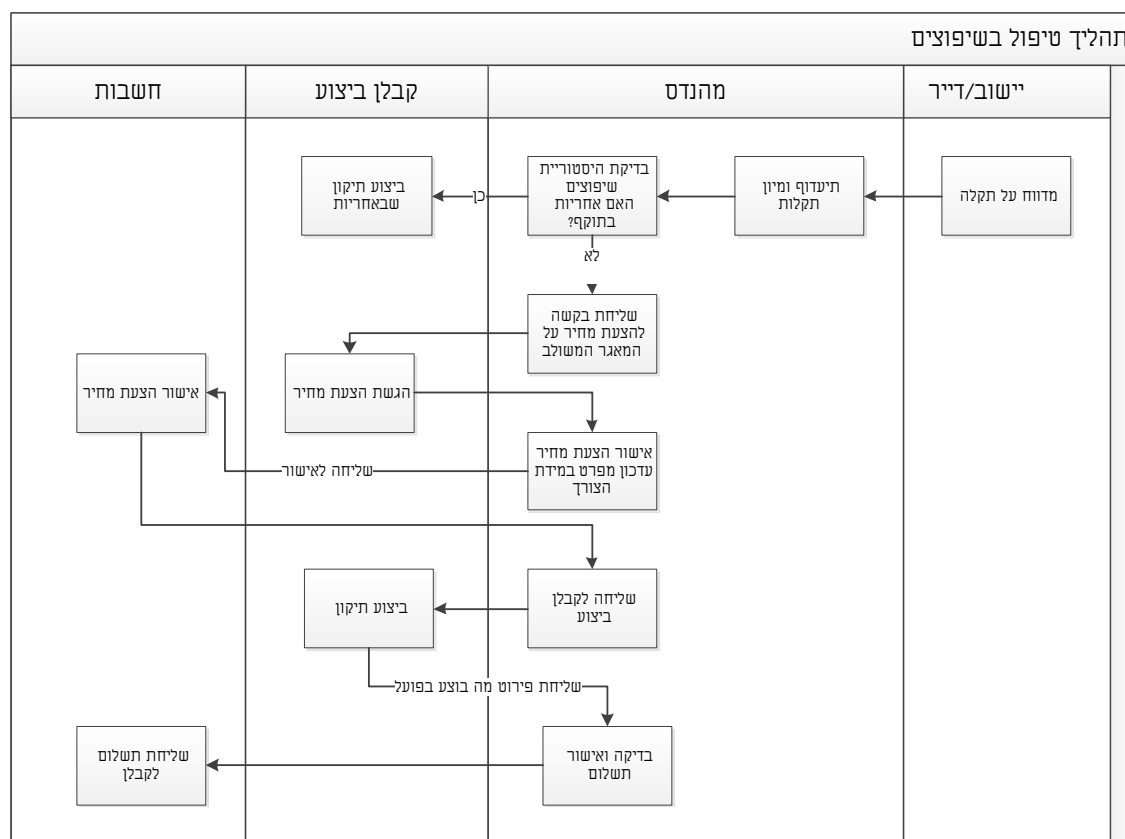 תהליך טיפול בשיפוצים
יישוב/דייר
מהנדס
קבלן ביצוע
חשבות
מדווח על תקלה
תיעדוף ומיון
תקלות
בדיקת היסטוריית
שיפוצים
האם אחריות
בתוקף?
כן
ביצוע תיקון
שבאחריות
לא
שליחת בקשה
להצעת מחיר על
המאגר המשולב
הגשת הצעת מחיר
אישור הצעת מחיר
אישור הצעת מחיר
עדכון מפרט במידת
הצורך
שליחה לאישור
שליחה לקבלן
ביצוע
ביצוע תיקון
שליחת פירוט מה בוצע בפועל
בדיקה ואישור
תשלום
שליחת תשלום
לקבלן